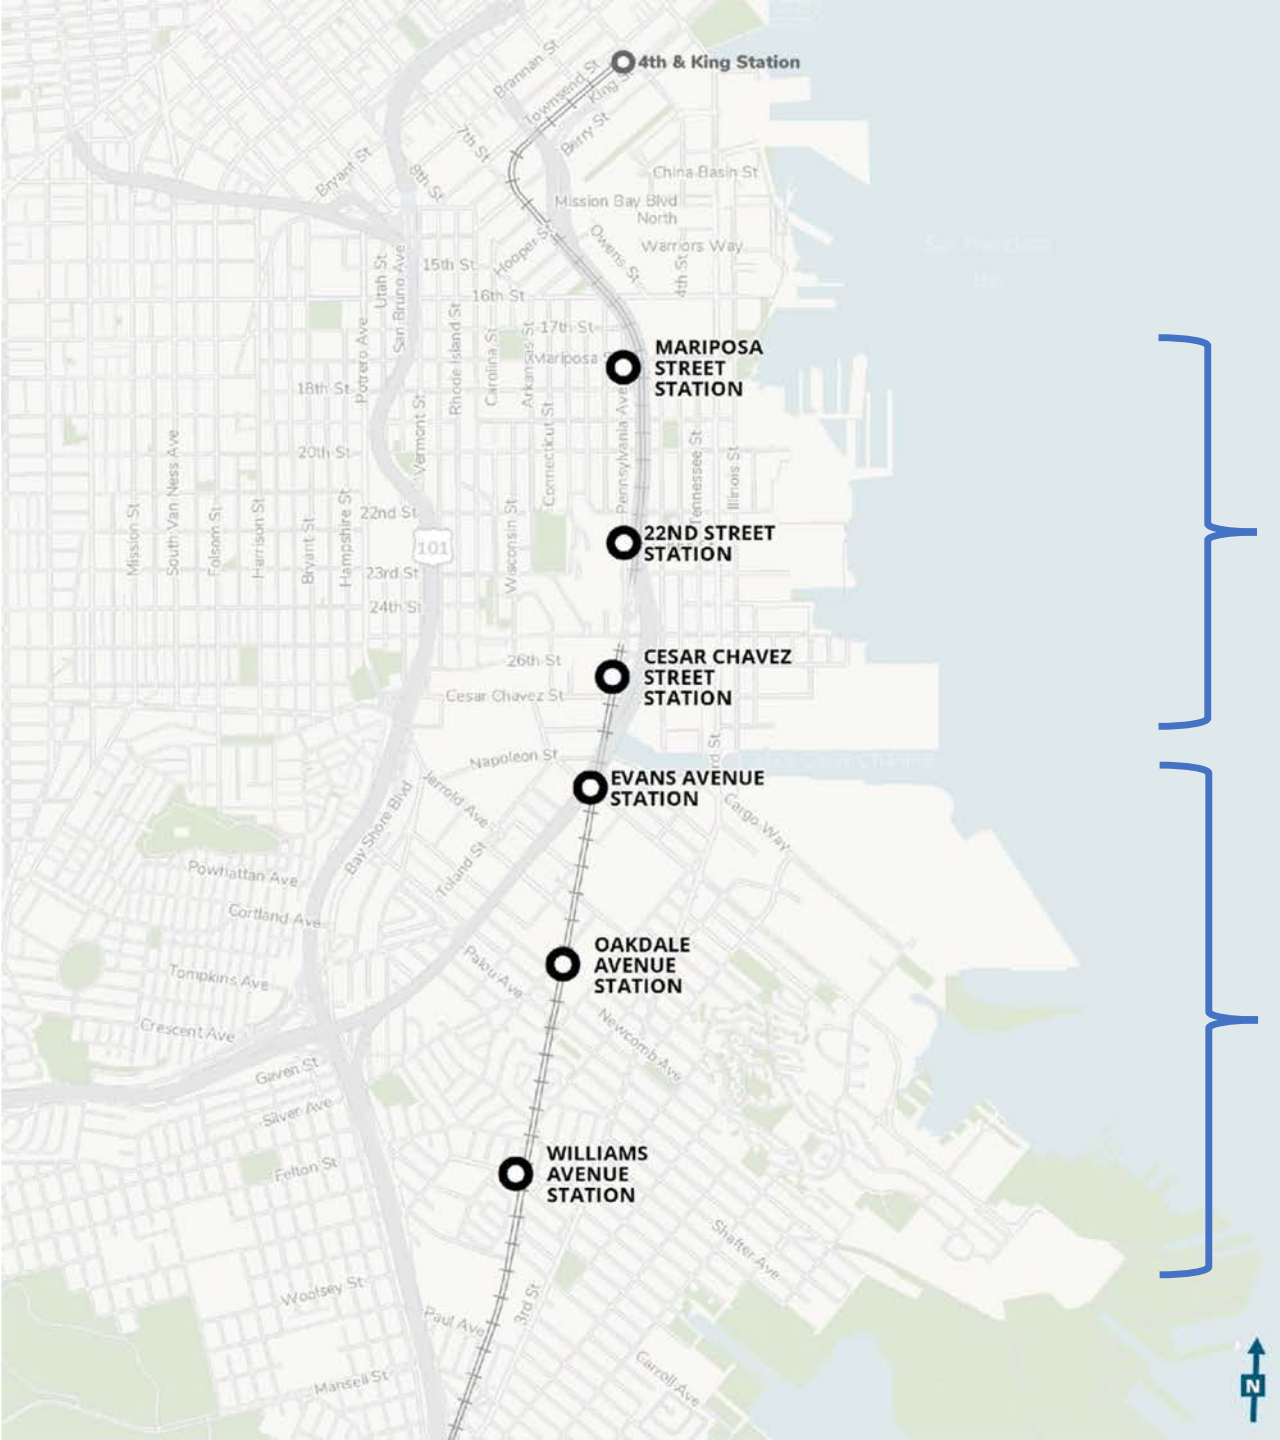 4th & King Station
Brannan St
Townsend St
King S
Berry St
7th St
Bryant St
8th St
China Basin St
Mission Bay Blvd
North
Owens St
Warriors Way
San Francisco
Bay
Hooper S
15th St
4th St
Utah St
San Bruno Ave
16th St
17th St
Rhode Island St
Carolina St
Arkansas St
Mariposa S
MARIPOSA
STREET
STATION
Potrero Ave
18th St
Pennsylvania Ave
Vermont St
Connecticut St
20th St
Tennessee St
Illinois St
Mission St
South Van Ness Ave
Folsom St
Harrison St
Bryant St
Hampshire St
22nd St
Wisconsin St
22ND STREET
STATION
101
23rd St
24th St
26th St
CESAR CHAVEZ
STREET
STATION
Cesar Chavez St
Napoleon St
rd St
EVANS AVENUE
STATION
Jerrold Ave
Cargo Way
Bay Shore Blvd
Toland St
Powhattan Ave
Cortland Ave
OAKDALE
AVENUE
STATION
Palou Ave
Tompkins Ave
Crescent Ave
Newcomb Ave
Gaven St
Silver Ave
WILLIAMS
AVENUE
STATION
Felton St
Shafter Ave
Woolsey St
3rd St
Paul Ave
Mansell St
Carroll Ave
N